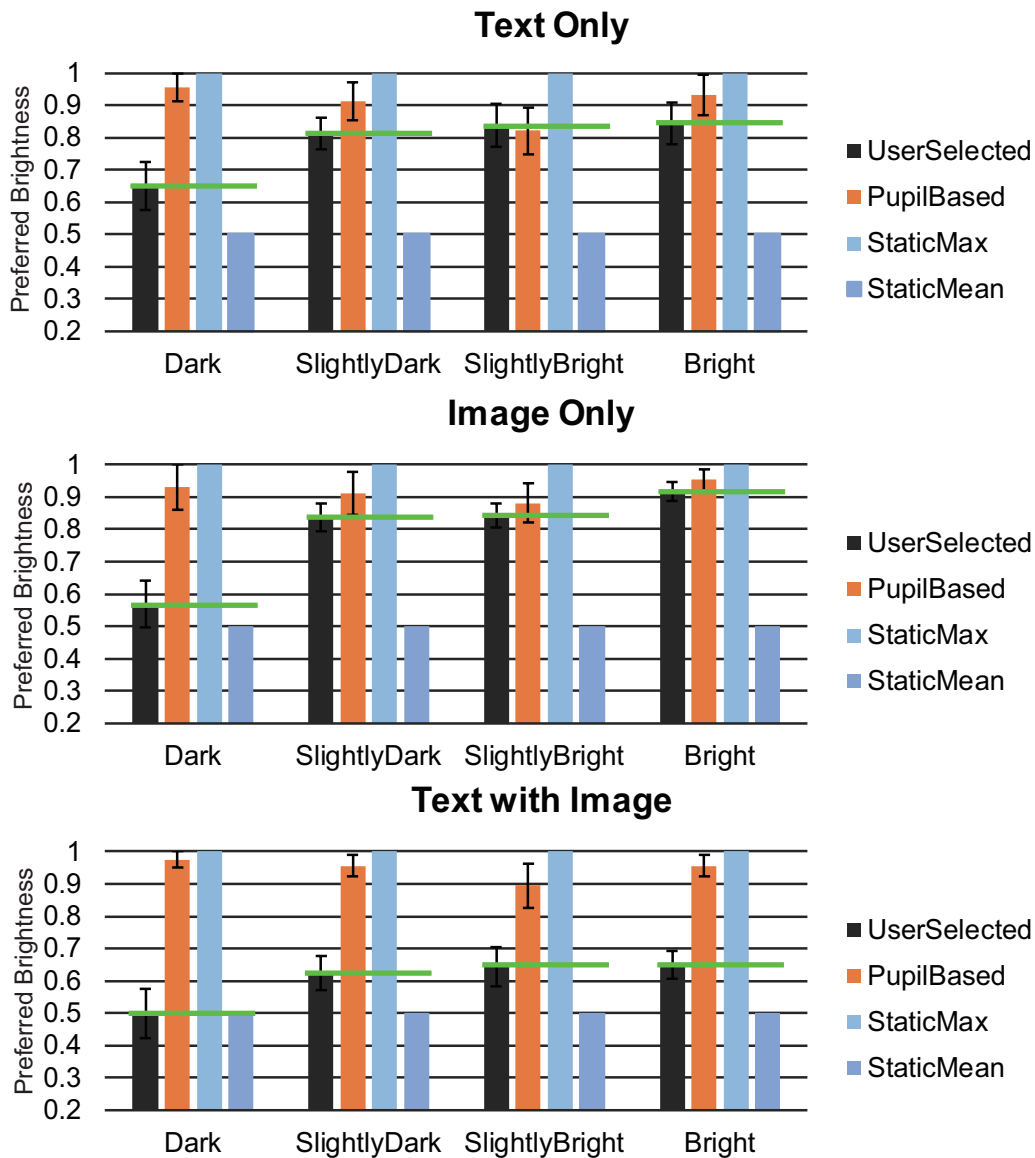 Text Only
Preferred Brightness
1
0.9
0.8
0.7
0.6
0.5
0.4
0.3
0.2
Dark SlightlyDark SlightlyBright Bright
UserSelected
PupilBased
StaticMax
StaticMean
Image Only
Preferred Brightness
1
0.9
0.8
0.7
0.6
0.5
0.4
0.3
0.2
Dark SlightlyDark SlightlyBright Bright
UserSelected
PupilBased
StaticMax
StaticMean
Text with Image
Preferred Brightness
1
0.9
0.8
0.7
0.6
0.5
0.4
0.3
0.2
Dark SlightlyDark SlightlyBright Bright
UserSelected
PupilBased
StaticMax
StaticMean